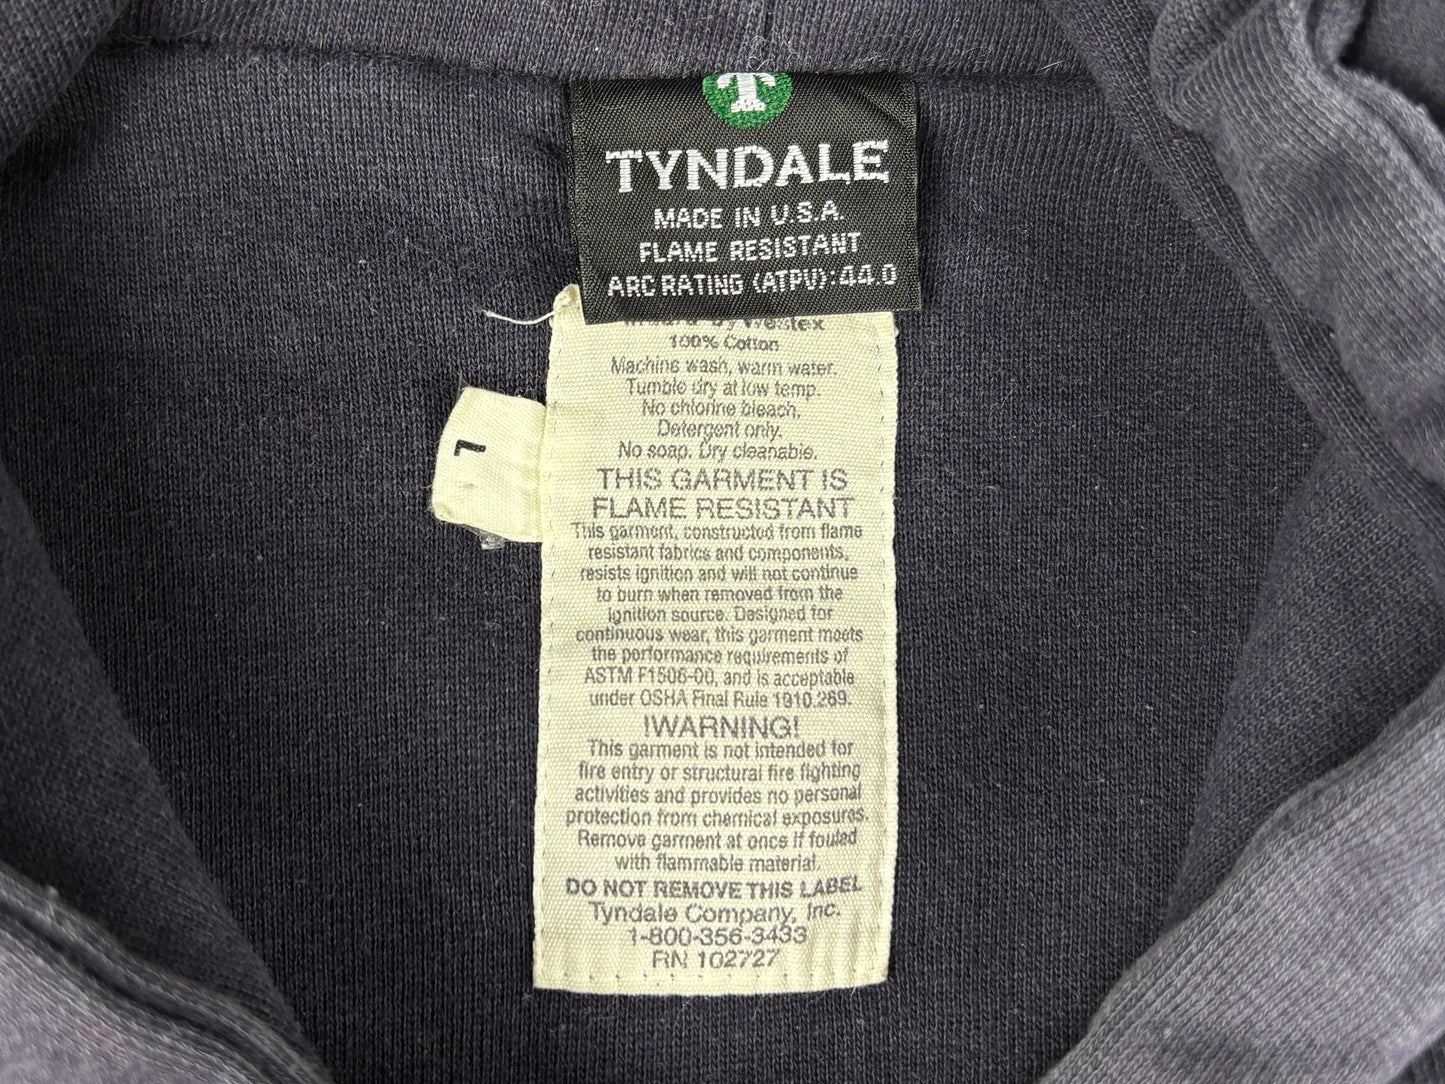 T
TYNDALE
MADE IN U.S.A.
FLAME RESISTANT
ARC RATING (ATPV):44.0
by Westex
100% Cotton
Machine wash, warm water.
Tumble dry at low temp.
No chlorine bleach.
Detergent only.
No soap. Dry cleanable.
L
THIS GARMENT IS
FLAME RESISTANT
This garment, constructed from flame
resistant fabrics and components,
resists ignition and will not continue
to burn when removed from the
ignition source. Designed for
continuous wear, this garment meets
the performance requirements of
ASTM F1506-00, and is acceptable
under OSHA Final Rule 1910.269.
!WARNING!
This garment is not intended for
fire entry or structural fire fighting
activities and provides no personal
protection from chemical exposures.
Remove garment at once if fouled
with flammable material.
DO NOT REMOVE THIS LABEL
Tyndale Company, Inc.
1-800-356-3433
RN 102727